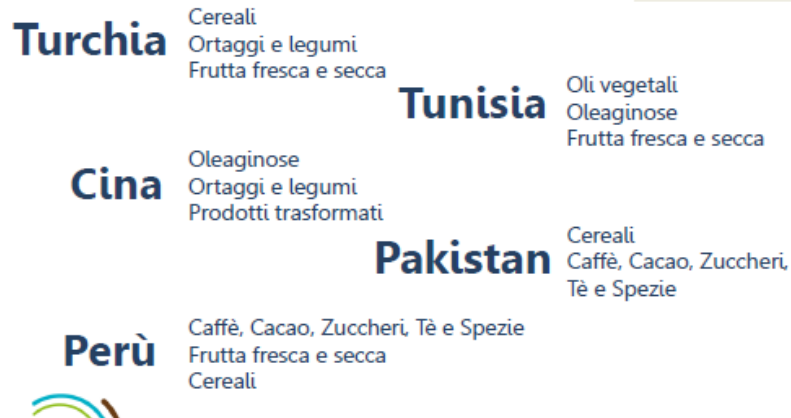 Turchia
Cereali
Ortaggi e legumi
Frutta fresca e secca
Tunisia
Oli vegetali
Oleaginose
Frutta fresca e secca
Cina
Oleaginose
Ortaggi e legumi
Prodotti trasformati
Pakistan
Cereali
Caffè, Cacao, Zuccheri,
Tè e Spezie
Perù
Caffè, Cacao, Zuccheri, Tè e Spezie
Frutta fresca e secca
Cereali